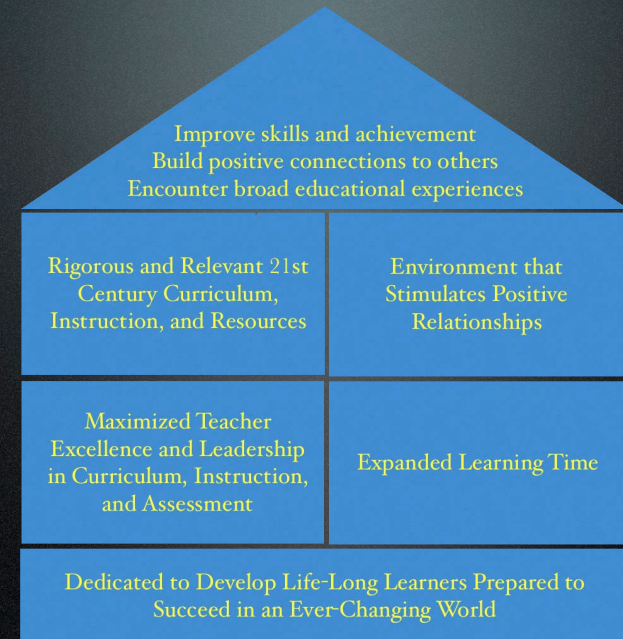 Improve skills and achievement
Build positive connections to others
Encounter broad educational experiences
Rigorous and Relevant 21st
Century Curriculum,
Instruction, and Resources
Environment that
Stimulates Positive
Relationships
Maximized Teacher
Excellence and Leadership
in Curriculum, Instruction,
and Assessment
Expanded Learning Time
Dedicated to Develop Life-Long Learners Prepared to
Succeed in an Ever-Changing World